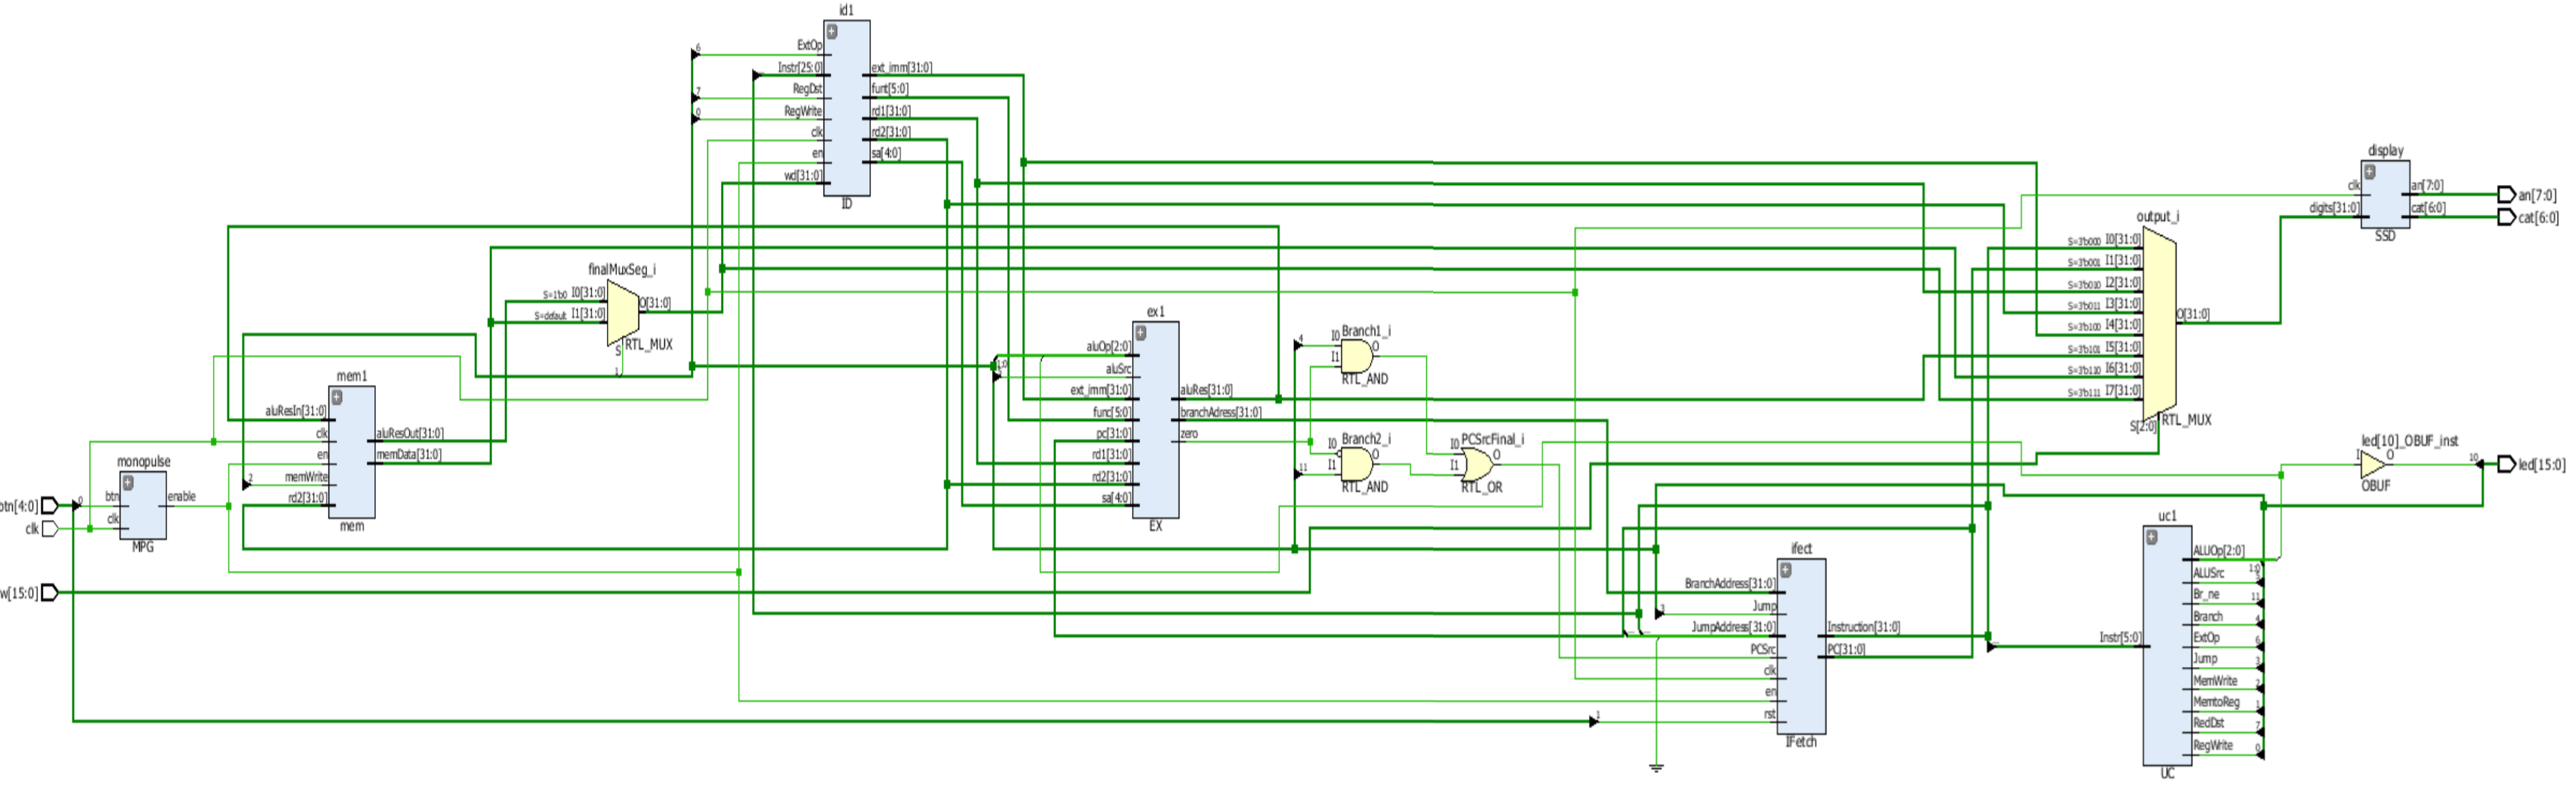 id1
ExtOp
Instr[25:0]
RegDst
RegWrite
clk
en
wd[31:0]
ext_imm[31:0]
funt[5:0]
rd1[31:0]
rd2[31:0]
sa[4:0]
ID
6
7
0
finalMuxSeg_i
S=1'b0 I0[31:0]
S=default I1[31:0]
O[31:0]
S
RTL_MUX
1
mem1
aluResIn[31:0]
clk
en
memWrite
rd2[31:0]
aluResOut[31:0]
memData[31:0]
mem
2
monopulse
btn
clk
enable
MPG
btn[4:0]
0
clk
w[15:0]
ex1
aluOp[2:0]
aluSrc
ext_imm[31:0]
func[5:0]
pc[31:0]
rd1[31:0]
rd2[31:0]
sa[4:0]
aluRes[31:0]
branchAdress[31:0]
zero
EX
1:0
Branch1_i
I0
I1
O
RTL_AND
4
Branch2_i
I0
I1
O
RTL_AND
11
PCSrcFinal_i
I0
I1
O
RTL_OR
ifect
BranchAddress[31:0]
Jump
JumpAddress[31:0]
PCSrc
clk
en
rst
Instruction[31:0]
PC[31:0]
IFetch
3
1
output_i
S=3'b000 I0[31:0]
S=3'b001 I1[31:0]
S=3'b010 I2[31:0]
S=3'b011 I3[31:0]
S=3'b100 I4[31:0]
S=3'b101 I5[31:0]
S=3'b110 I6[31:0]
S=3'b111 I7[31:0]
O[31:0]
S[2:0]
RTL_MUX
display
clk
digits[31:0]
an[7:0]
cat[6:0]
SSD
an[7:0]
cat[6:0]
led[10]_OBUF_inst
I
O
OBUF
10
led[15:0]
uc1
Instr[5:0]
ALUOp[2:0]
1:0
ALUSrc
Br_ne
11
Branch
4
ExtOp
6
Jump
3
MemWrite
2
MemtoReg
1
RedDst
7
RegWrite
0
UC